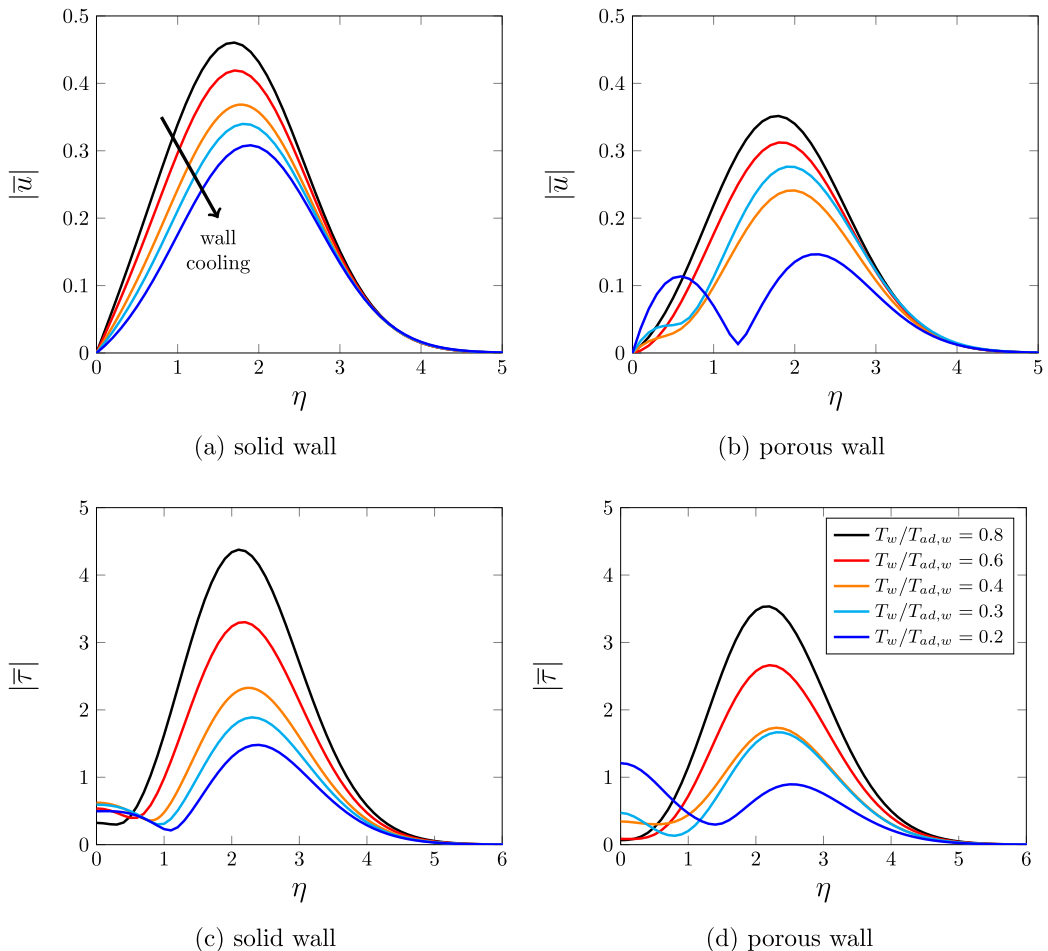 0.5
0.4
0.3
0.2
0.1
0
|u̅|
wall
cooling
0 1 2 3 4 5
η
(a) solid wall
0.5
0.4
0.3
0.2
0.1
0
|u̅|
0 1 2 3 4 5
η
(b) porous wall
5
4
3
2
1
0
|τ̅|
0 1 2 3 4 5 6
η
(c) solid wall
5
4
3
2
1
0
|τ̅|
T_w/T_{ad,w} = 0.8
T_w/T_{ad,w} = 0.6
T_w/T_{ad,w} = 0.4
T_w/T_{ad,w} = 0.3
T_w/T_{ad,w} = 0.2
0 1 2 3 4 5 6
η
(d) porous wall